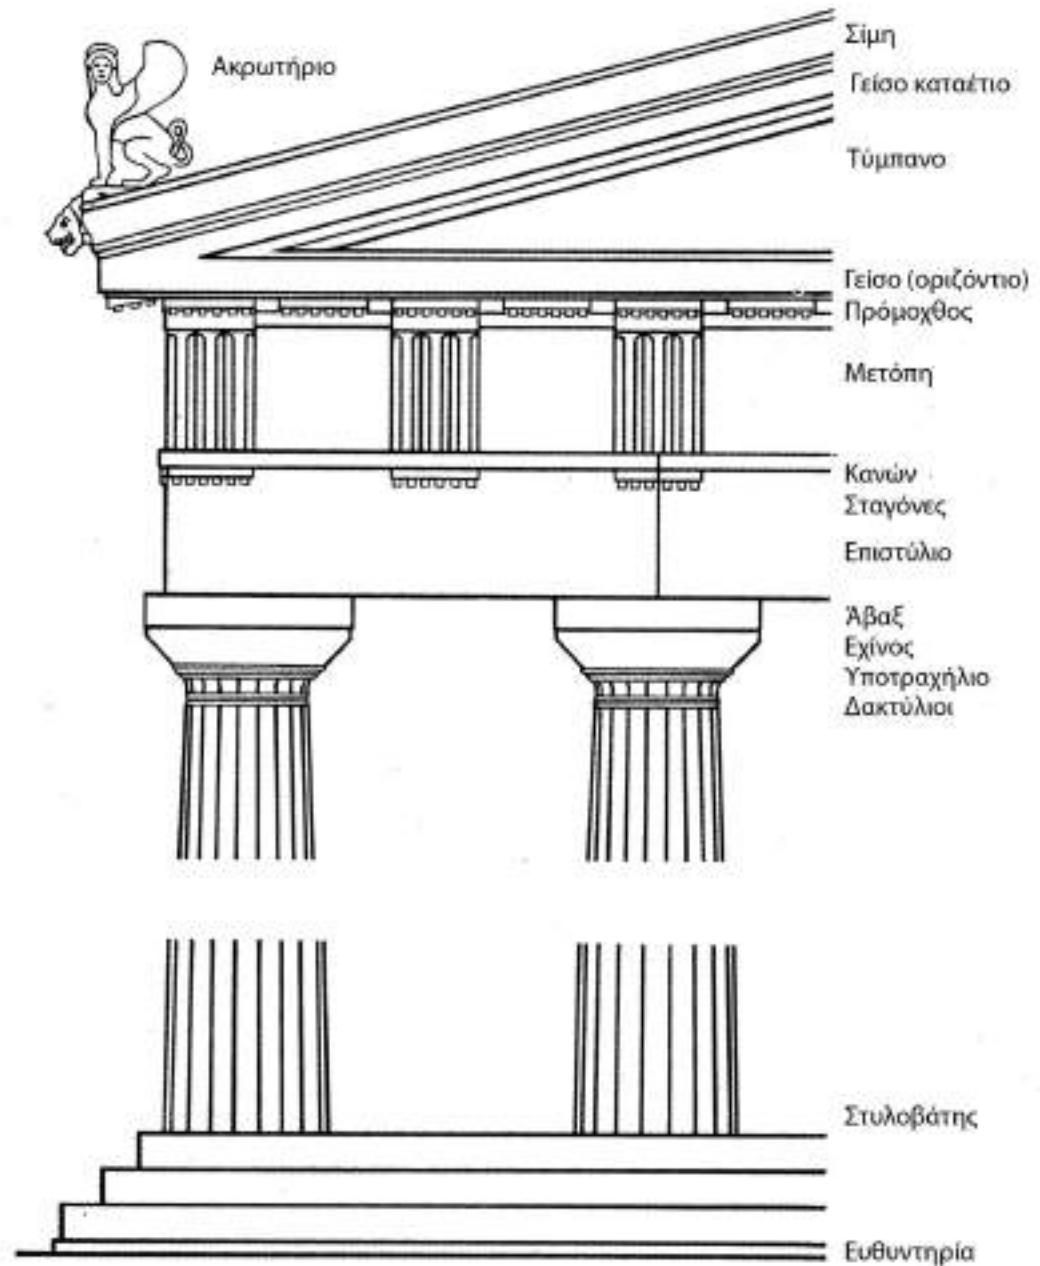 Ακρωτήριο
Σίμη
Γείσο καταέτιο
Τύμπανο
Γείσο (οριζόντιο)
Πρόμοχθος
Μετόπη
Κανών
Σταγόνες
Επιστύλιο
Άβαξ
Εχίνος
Υποτραχήλιο
Δακτύλιοι
Στυλοβάτης
Ευθυντηρία